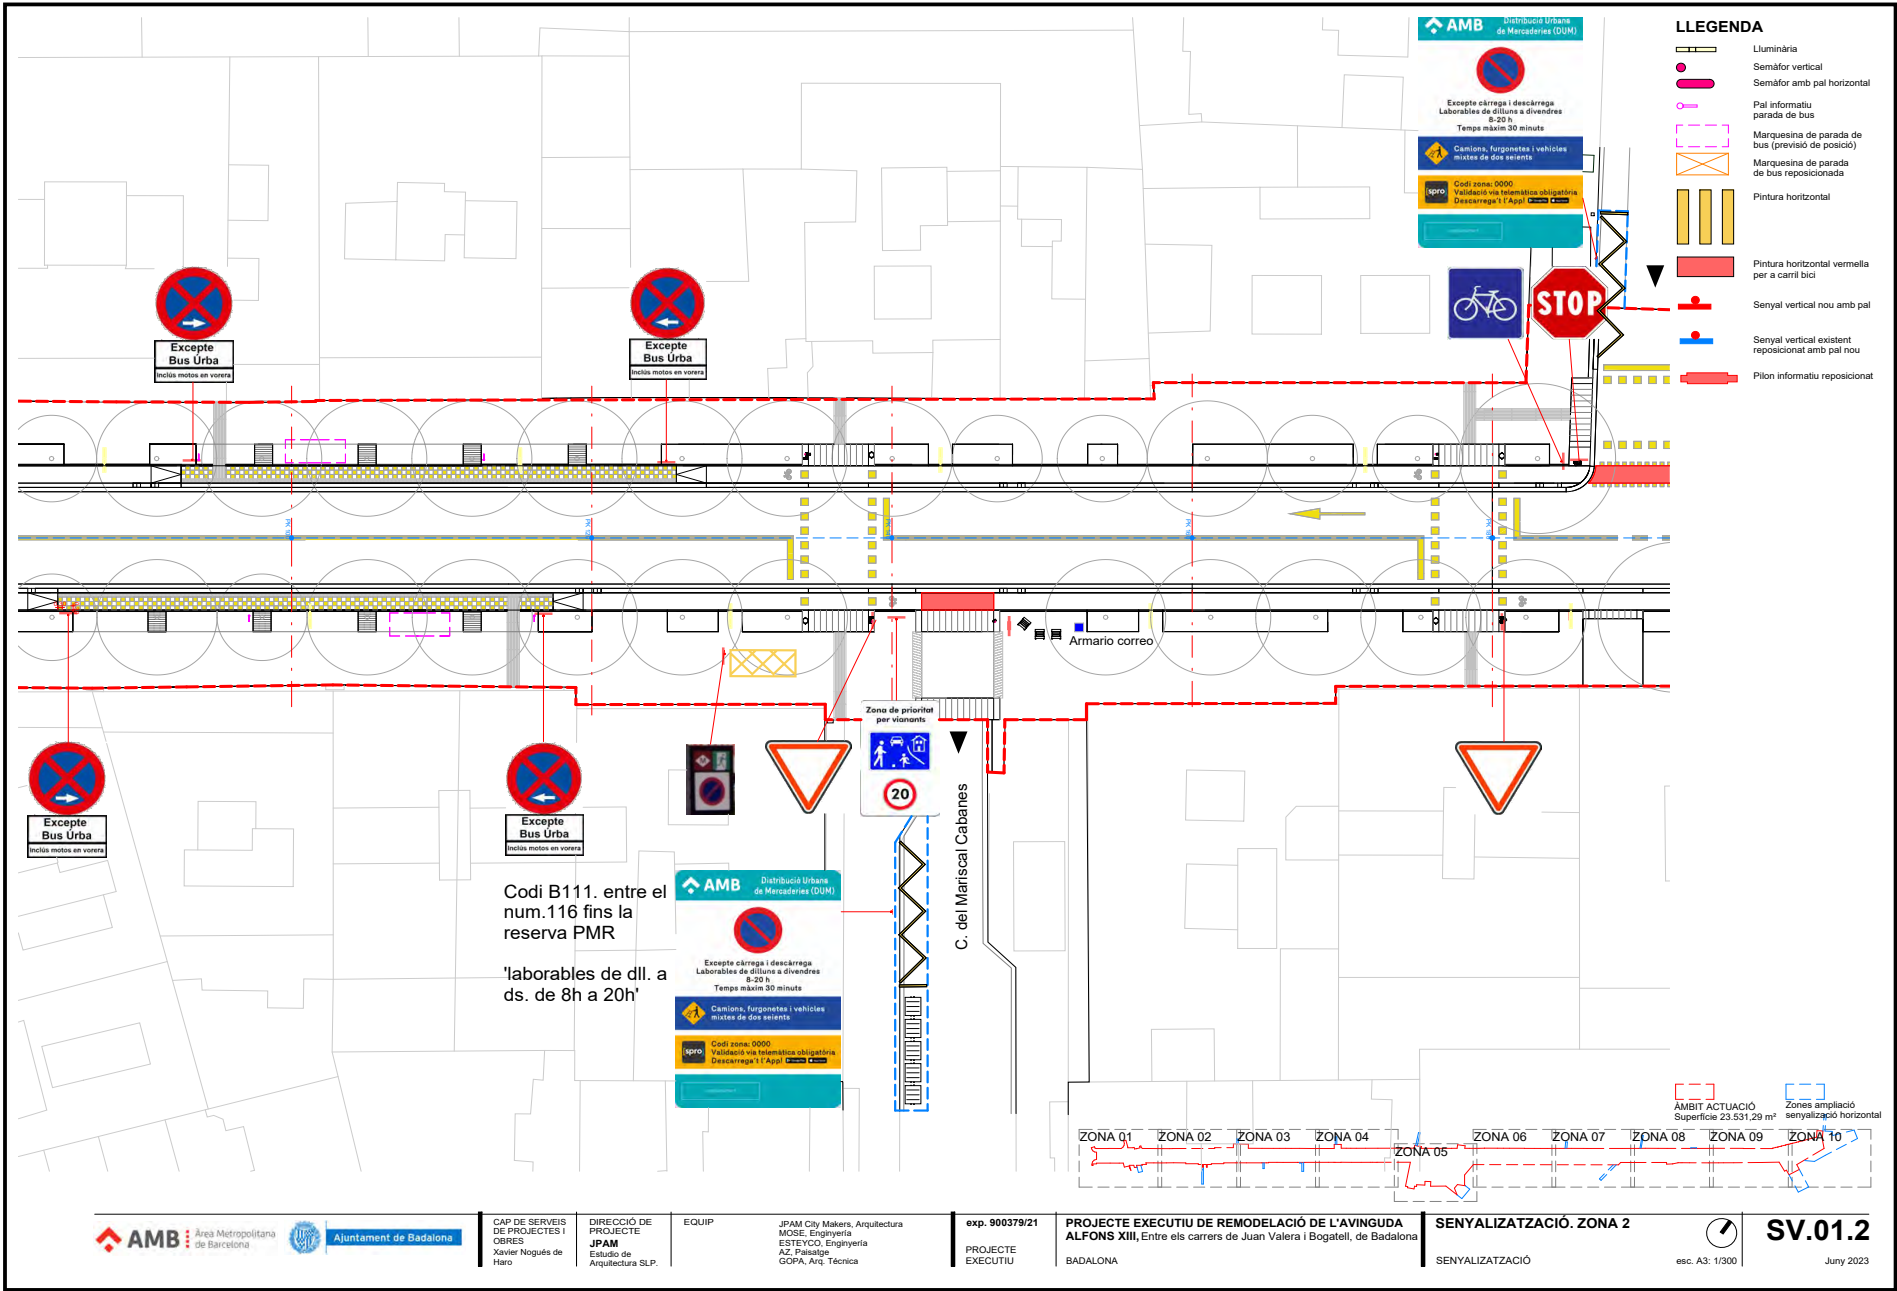 AMB Distribució Urbana
de Mercaderies (DUM)
Excepte càrrega i descàrrega
Laborables de dilluns a divendres
8-20 h
Temps màxim 30 minuts
Camions, furgonetes i vehicles
mixtes de dos seients
spro
Codi zona: 0000
Validació via telemàtica obligatòria
Descarrega't l'App!
LLEGENDA
Lluminària
Semàfor vertical
Semàfor amb pal horizontal
Pal informatiu
parada de bus
Marquesina de parada de
bus (previsió de posició)
Marquesina de parada
de bus reposicionada
Pintura horitzontal
Pintura horitzontal vermella
per a carril bici
Senyal vertical nou amb pal
Senyal vertical existent
reposicionat amb pal nou
Pilon informatiu reposicionat
STOP
Excepte
Bus Úrba
Inclús motos en vorera
Excepte
Bus Úrba
Inclús motos en vorera
Armario correo
Zona de prioritat
per vianants
20
Excepte
Bus Úrba
Inclús motos en vorera
Excepte
Bus Úrba
Inclús motos en vorera
C. del Mariscal Cabanes
Codi B111. entre el
num.116 fins la
reserva PMR
'laborables de dll. a
ds. de 8h a 20h'
AMB Distribució Urbana
de Mercaderies (DUM)
Excepte càrrega i descàrrega
Laborables de dilluns a divendres
8-20 h
Temps màxim 30 minuts
Camions, furgonetes i vehicles
mixtes de dos seients
spro
Codi zona: 0000
Validació via telemàtica obligatòria
Descarrega't l'App!
ÀMBIT ACTUACIÓ
Superfície 23.531,29 m²
Zones ampliació
senyalizació horizontal
ZONA 01
ZONA 02
ZONA 03
ZONA 04
ZONA 05
ZONA 06
ZONA 07
ZONA 08
ZONA 09
ZONA 10
AMB Àrea Metropolitana
de Barcelona
Ajuntament de Badalona
CAP DE SERVEIS
DE PROJECTES I
OBRES
Xavier Nogués de
Haro
DIRECCIÓ DE
PROJECTE
JPAM
Estudio de
Arquitectura SLP.
EQUIP
JPAM City Makers, Arquitectura
MOSE, Enginyeria
ESTEYCO, Enginyeria
AZ, Paisatge
GOPA, Arq. Tècnica
exp. 900379/21
PROJECTE
EXECUTIU
PROJECTE EXECUTIU DE REMODELACIÓ DE L'AVINGUDA
ALFONS XIII, Entre els carrers de Juan Valera i Bogatell, de Badalona
BADALONA
SENYALIZATZACIÓ. ZONA 2
SENYALIZATZACIÓ
esc. A3: 1/300
SV.01.2
Juny 2023